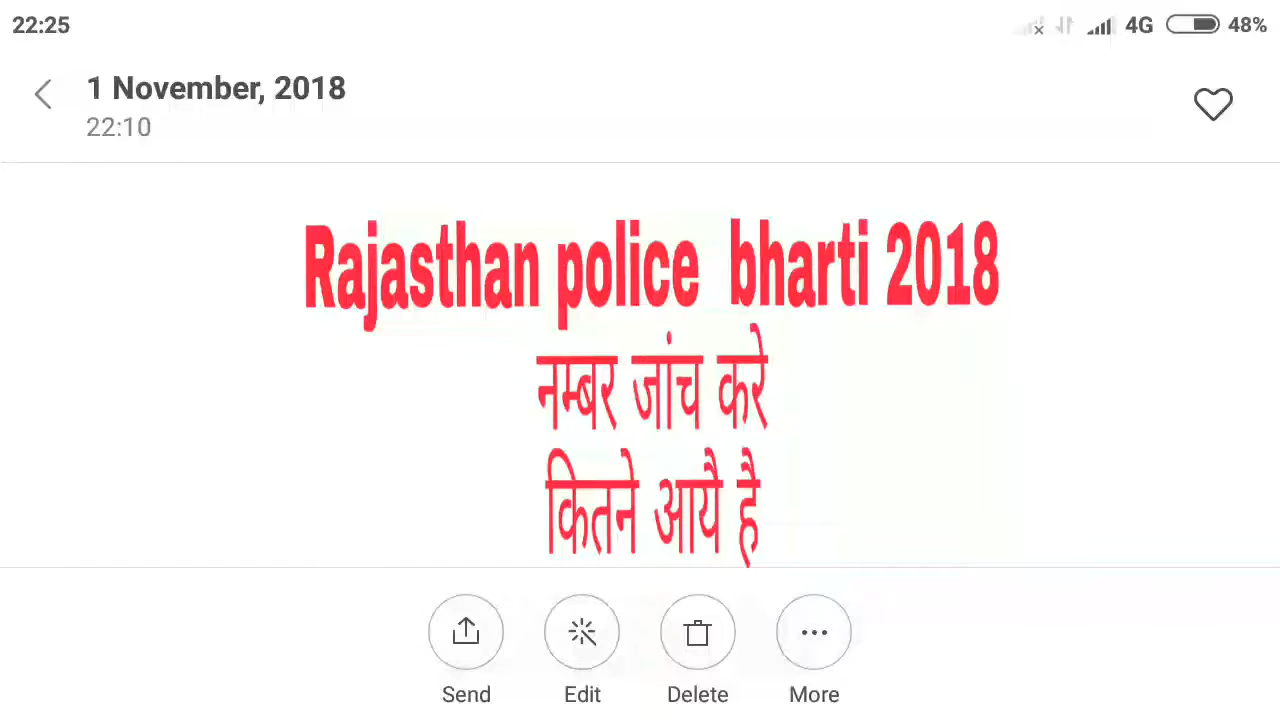 22:25 4G 48%
1 November, 2018
22:10
Rajasthan police bharti 2018
नम्बर जांच करे
कितने आयै है
Send Edit Delete More